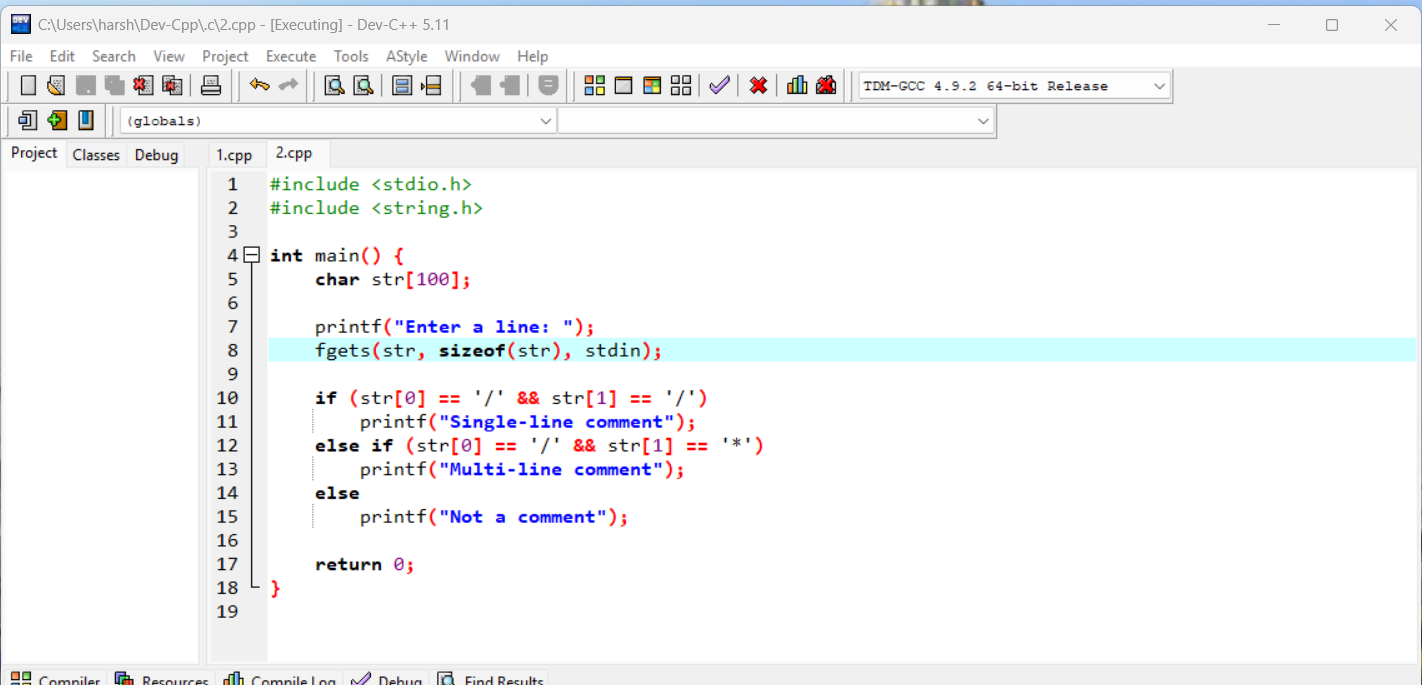 C:\Users\harsh\Dev-Cpp\.c\2.cpp - [Executing] - Dev-C++ 5.11
File Edit Search View Project Execute Tools AStyle Window Help
TDM-GCC 4.9.2 64-bit Release
(globals)
Project Classes Debug 1.cpp 2.cpp
1 #include <stdio.h>
2 #include <string.h>
3
4 int main() {
5     char str[100];
6
7     printf("Enter a line: ");
8     fgets(str, sizeof(str), stdin);
9
10     if (str[0] == '/' && str[1] == '/')
11         printf("Single-line comment");
12     else if (str[0] == '/' && str[1] == '*')
13         printf("Multi-line comment");
14     else
15         printf("Not a comment");
16
17     return 0;
18 }
19
Compiler Resources Compile Log Debug Find Results